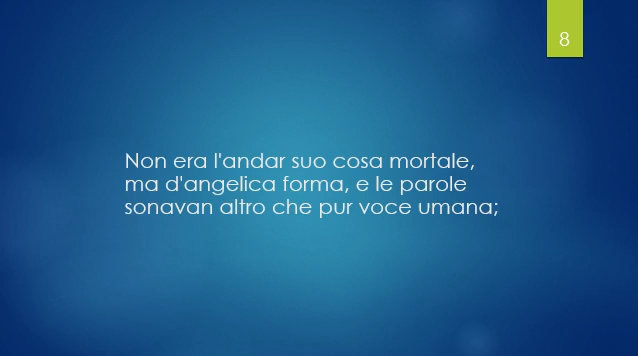 8
Non era l'andar suo cosa mortale,
ma d'angelica forma, e le parole
sonavan altro che pur voce umana;